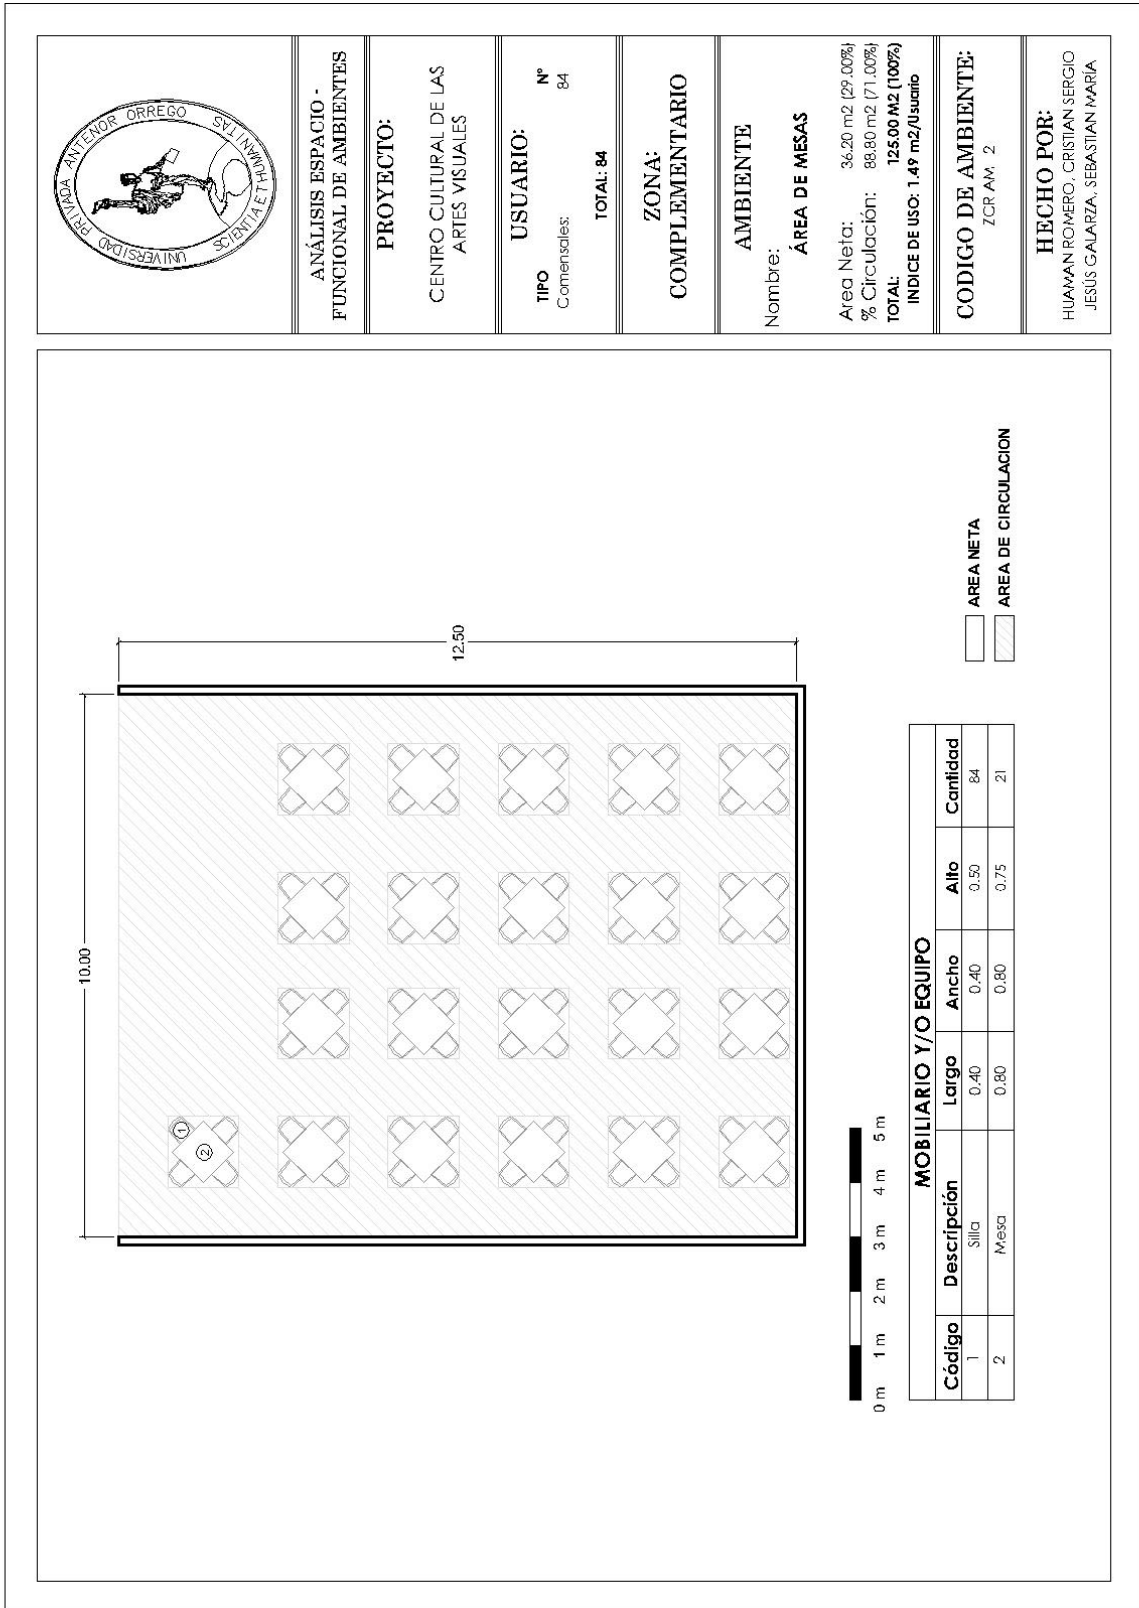 UNIVERSIDAD PRIVADA ANTENOR ORREGO
SCIENTIA ET HUMANITAS
ANÁLISIS ESPACIO -
FUNCIONAL DE AMBIENTES
PROYECTO:
CENTRO CULTURAL DE LAS
ARTES VISUALES
USUARIO:
TIPO Nº
Comensales: 84
TOTAL: 84
ZONA:
COMPLEMENTARIO
AMBIENTE
Nombre:
ÁREA DE MESAS
Area Neta: 36.20 m2 (29.00%)
% Circulación: 88.80 m2 (71.00%)
TOTAL: 125.00 M2 (100%)
INDICE DE USO: 1.49 m2/Usuario
CODIGO DE AMBIENTE:
ZCR AM 2
HECHO POR:
HUAMAN ROMERO, CRISTIAN SERGIO
JESÚS GALARZA, SEBASTIAN MARÍA
10.00
12.50
1
2
0 m 1 m 2 m 3 m 4 m 5 m
MOBILIARIO Y/O EQUIPO
Código Descripción Largo Ancho Alto Cantidad
1 Silla 0.40 0.40 0.50 84
2 Mesa 0.80 0.80 0.75 21
AREA NETA
AREA DE CIRCULACION